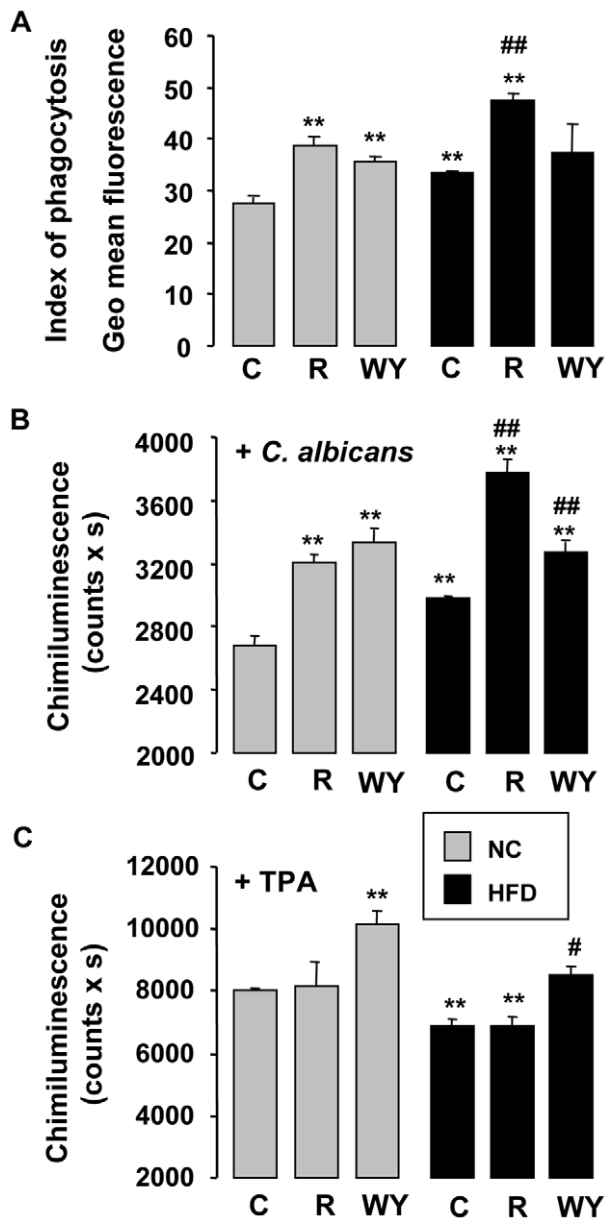 A
Index of phagocytosis
Geo mean fluorescence
60
50
40
30
20
10
0
**
**
**
##
**
C R WY C R WY
B
Chimiluminescence
(counts x s)
4000
3600
3200
2800
2400
2000
+ C. albicans
**
**
**
##
**
##
**
C R WY C R WY
NC
HFD
C
Chimiluminescence
(counts x s)
12000
10000
8000
6000
4000
2000
+ TPA
**
**
**
#
C R WY C R WY